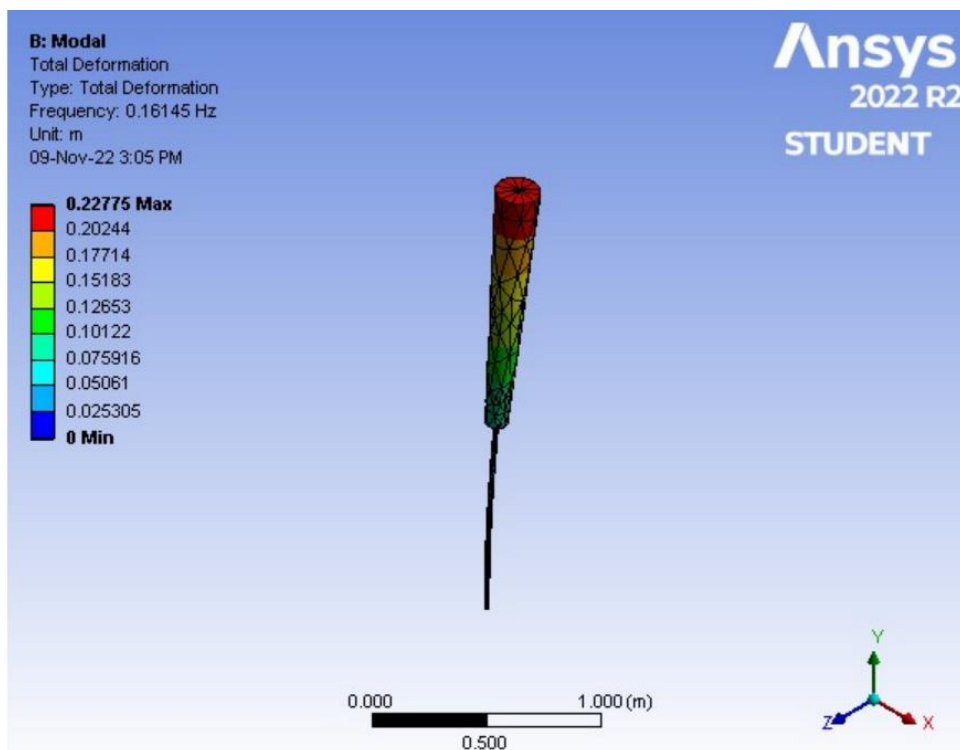 B: Modal
Total Deformation
Type: Total Deformation
Frequency: 0.16145 Hz
Unit: m
09-Nov-22 3:05 PM
Ansys
2022 R2
STUDENT
0.22775 Max
0.20244
0.17714
0.15183
0.12653
0.10122
0.075916
0.05061
0.025305
0 Min
0.000 1.000 (m)
0.500
Y
Z X